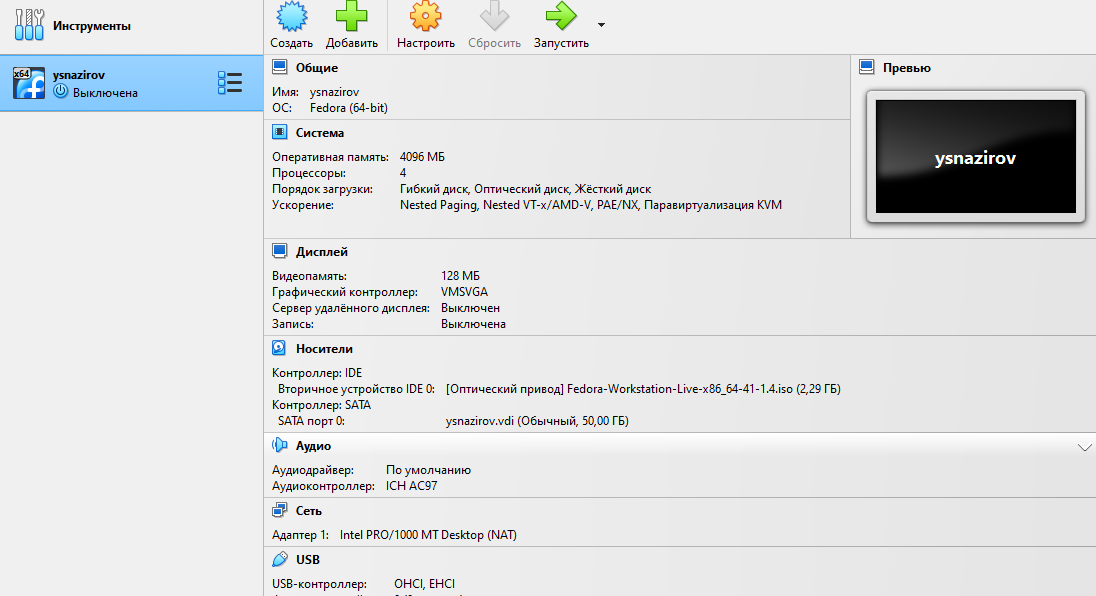 Инструменты
Создать Добавить Настроить Сбросить Запустить
x64 ysnazirov
Выключена
Общие
Имя: ysnazirov
ОС: Fedora (64-bit)
Превью
ysnazirov
Система
Оперативная память: 4096 МБ
Процессоры: 4
Порядок загрузки: Гибкий диск, Оптический диск, Жёсткий диск
Ускорение: Nested Paging, Nested VT-x/AMD-V, PAE/NX, Паравиртуализация KVM
Дисплей
Видеопамять: 128 МБ
Графический контроллер: VMSVGA
Сервер удалённого дисплея: Выключен
Запись: Выключена
Носители
Контроллер: IDE
Вторичное устройство IDE 0: [Оптический привод] Fedora-Workstation-Live-x86_64-41-1.4.iso (2,29 ГБ)
Контроллер: SATA
SATA порт 0: ysnazirov.vdi (Обычный, 50,00 ГБ)
Аудио
Аудиодрайвер: По умолчанию
Аудиоконтроллер: ICH AC97
Сеть
Адаптер 1: Intel PRO/1000 MT Desktop (NAT)
USB
USB-контроллер: OHCI, EHCI